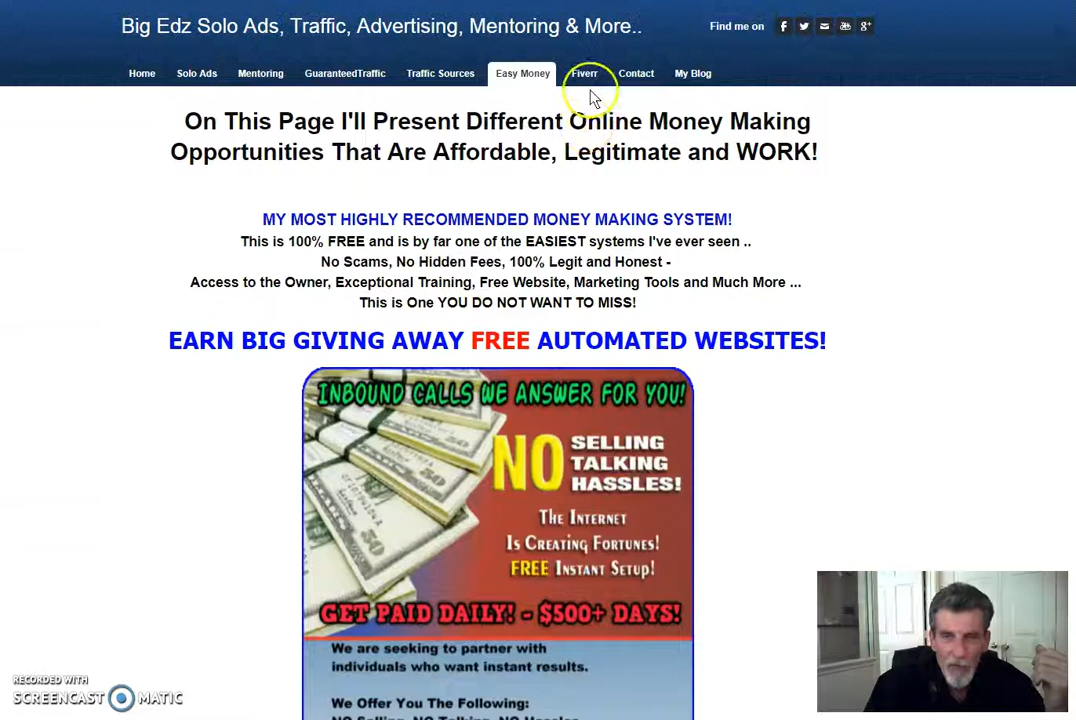 Big Edz Solo Ads, Traffic, Advertising, Mentoring & More..
Find me on
Home Solo Ads Mentoring GuaranteedTraffic Traffic Sources Easy Money Fiverr Contact My Blog
On This Page I'll Present Different Online Money Making
Opportunities That Are Affordable, Legitimate and WORK!
MY MOST HIGHLY RECOMMENDED MONEY MAKING SYSTEM!
This is 100% FREE and is by far one of the EASIEST systems I've ever seen ..
No Scams, No Hidden Fees, 100% Legit and Honest -
Access to the Owner, Exceptional Training, Free Website, Marketing Tools and Much More ...
This is One YOU DO NOT WANT TO MISS!
EARN BIG GIVING AWAY FREE AUTOMATED WEBSITES!
INBOUND CALLS WE ANSWER FOR YOU!
NO
SELLING
TALKING
HASSLES!
THE INTERNET
IS CREATING FORTUNES!
FREE INSTANT SETUP!
GET PAID DAILY! - $500+ DAYS!
We are seeking to partner with
individuals who want instant results.
We Offer You The Following:
NO Selling, NO Talking, NO Hassles
RECORDED WITH
SCREENCAST MATIC